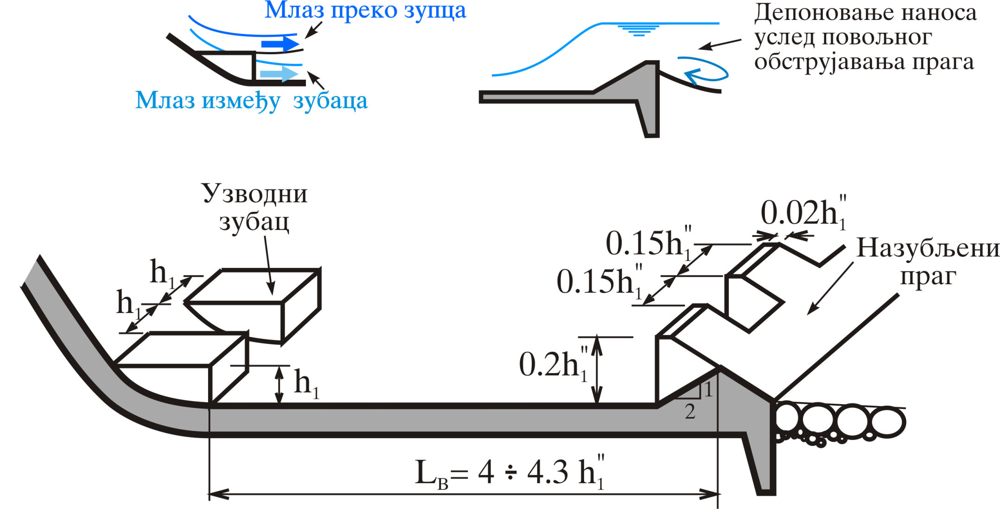 Млаз преко зупца
Млаз између зубаца
Депоновање наноса
услед повољног
обструјавања прага
Узводни
зубац
h₁
h₁
h₁
0.02h₁"
0.15h₁"
0.15h₁"
0.2h₁"
Назубљени
праг
1
2
L_B= 4 ÷ 4.3 h₁"